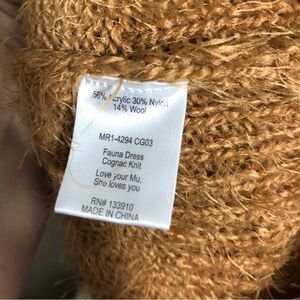 56% Acrylic 30% Nylon
14% Wool
MR1-4294 CG03
Fauna Dress
Cognac Knit
Love your Mu,
She loves you
RN# 133910
MADE IN CHINA